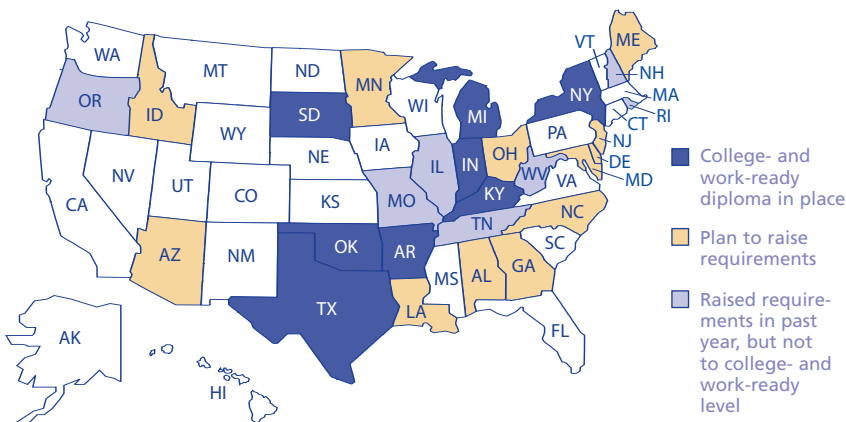 WA
MT
ND
MN
VT
ME
NH
MA
RI
CT
NJ
DE
MD
OR
ID
WY
SD
WI
MI
NY
PA
NV
UT
CO
NE
IA
IL
IN
OH
WV
VA
CA
KS
MO
KY
NC
TN
AZ
NM
OK
AR
SC
TX
LA
MS
AL
GA
FL
AK
HI
College- and
work-ready
diploma in place
Plan to raise
requirements
Raised require-
ments in past
year, but not
to college- and
work-ready
level